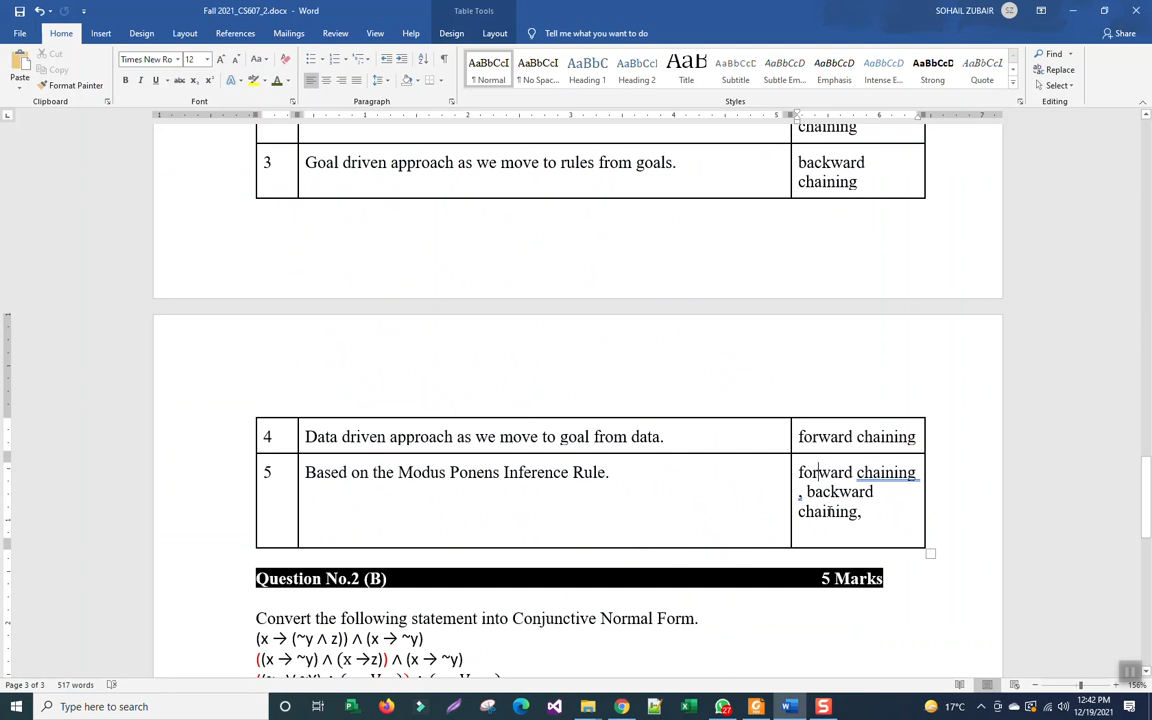 Fall 2021_CS607_2.docx - Word
Table Tools
SOHAIL ZUBAIR
SZ
File
Home
Insert
Design
Layout
References
Mailings
Review
View
Help
Design
Layout
Tell me what you want to do
Share
Paste
Cut
Copy
Format Painter
Times New Ro
12
Clipboard
Font
Paragraph
AaBbCcI
¶ Normal
AaBbCcI
¶ No Spac...
AaBbC
Heading 1
AaBbCcI
Heading 2
AaBb
Title
AaBbCcD
Subtitle
AaBbCcD
Subtle Em...
AaBbCcD
Emphasis
AaBbCcD
Intense E...
AaBbCcD
Strong
AaBbCcI
Quote
Styles
Find
Replace
Select
Editing
chaining
3
Goal driven approach as we move to rules from goals.
backward
chaining
4
Data driven approach as we move to goal from data.
forward chaining
5
Based on the Modus Ponens Inference Rule.
forward chaining
, backward
chaining,
Question No.2 (B) 5 Marks
Convert the following statement into Conjunctive Normal Form.
(x → (~y ∧ z)) ∧ (x → ~y)
((x → ~y) ∧ (x →z)) ∧ (x → ~y)
Page 3 of 3
517 words
156%
Type here to search
27
17°C
12:42 PM
12/19/2021